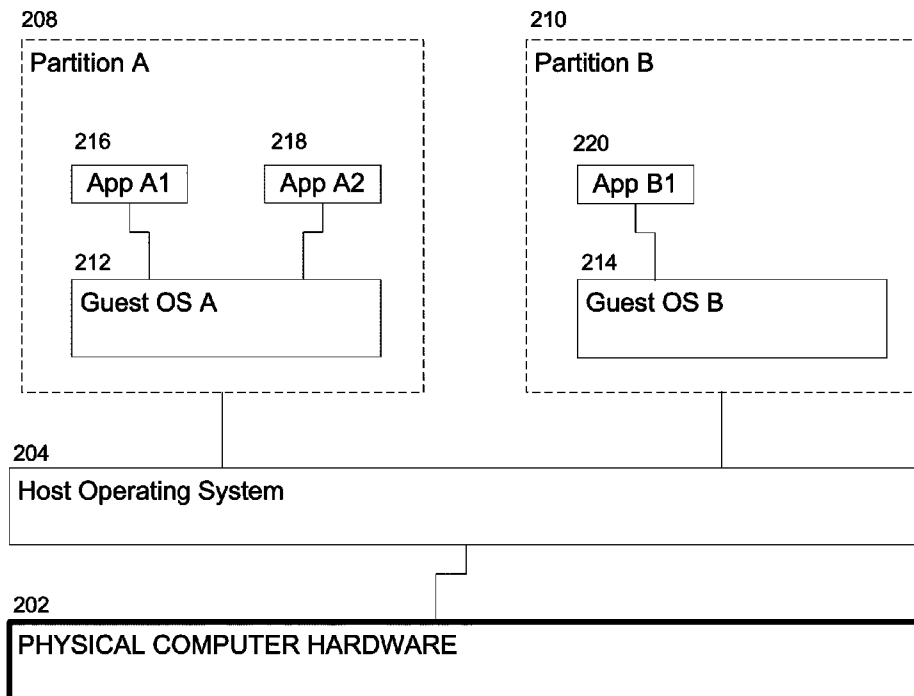 208
210
Partition A
Partition B
216
218
220
App A1
App A2
App B1
212
214
Guest OS A
Guest OS B
204
Host Operating System
202
PHYSICAL COMPUTER HARDWARE